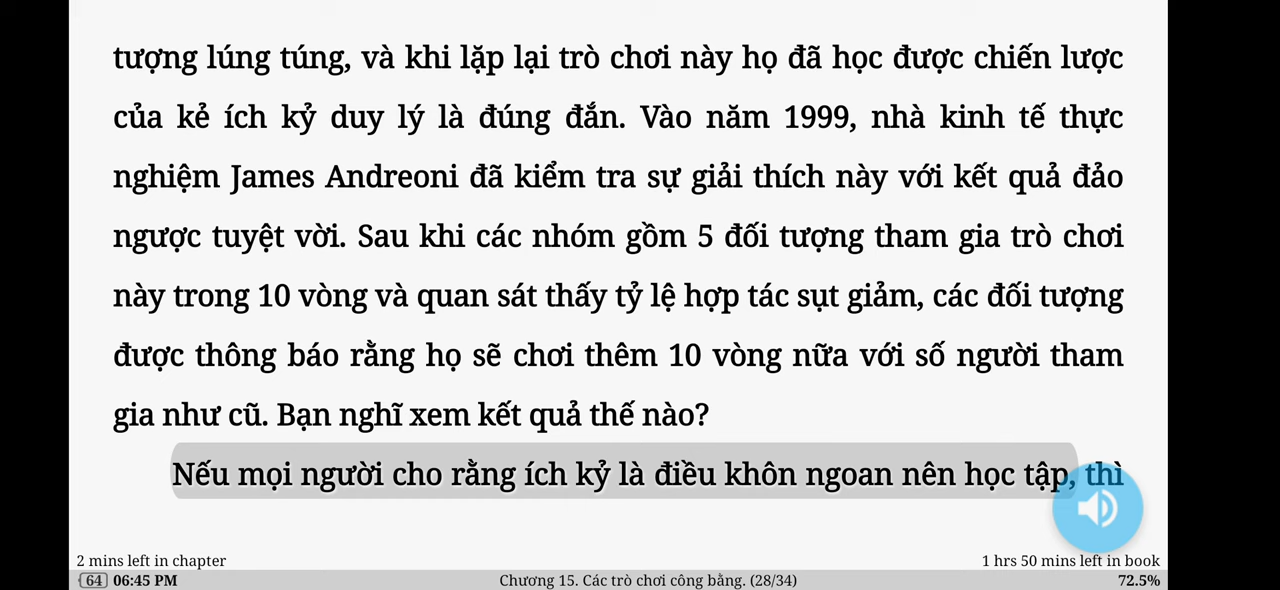 tượng lúng túng, và khi lặp lại trò chơi này họ đã học được chiến lược
của kẻ ích kỷ duy lý là đúng đắn. Vào năm 1999, nhà kinh tế thực
nghiệm James Andreoni đã kiểm tra sự giải thích này với kết quả đảo
ngược tuyệt vời. Sau khi các nhóm gồm 5 đối tượng tham gia trò chơi
này trong 10 vòng và quan sát thấy tỷ lệ hợp tác sụt giảm, các đối tượng
được thông báo rằng họ sẽ chơi thêm 10 vòng nữa với số người tham
gia như cũ. Bạn nghĩ xem kết quả thế nào?
Nếu mọi người cho rằng ích kỷ là điều khôn ngoan nên học tập, thì
2 mins left in chapter
1 hrs 50 mins left in book
64 06:45 PM
Chương 15. Các trò chơi công bằng. (28/34)
72.5%